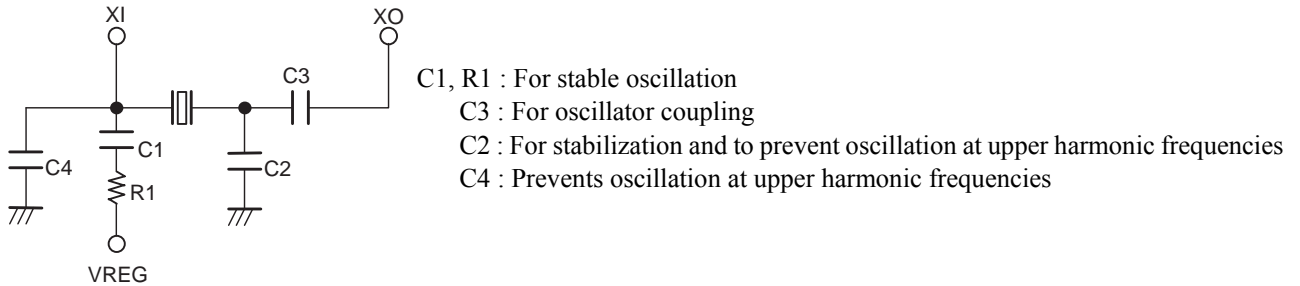 XI
XO
C3
C1, R1 : For stable oscillation
C3 : For oscillator coupling
C1
C2 : For stabilization and to prevent oscillation at upper harmonic frequencies
C4
C2
R1
C4 : Prevents oscillation at upper harmonic frequencies
VREG